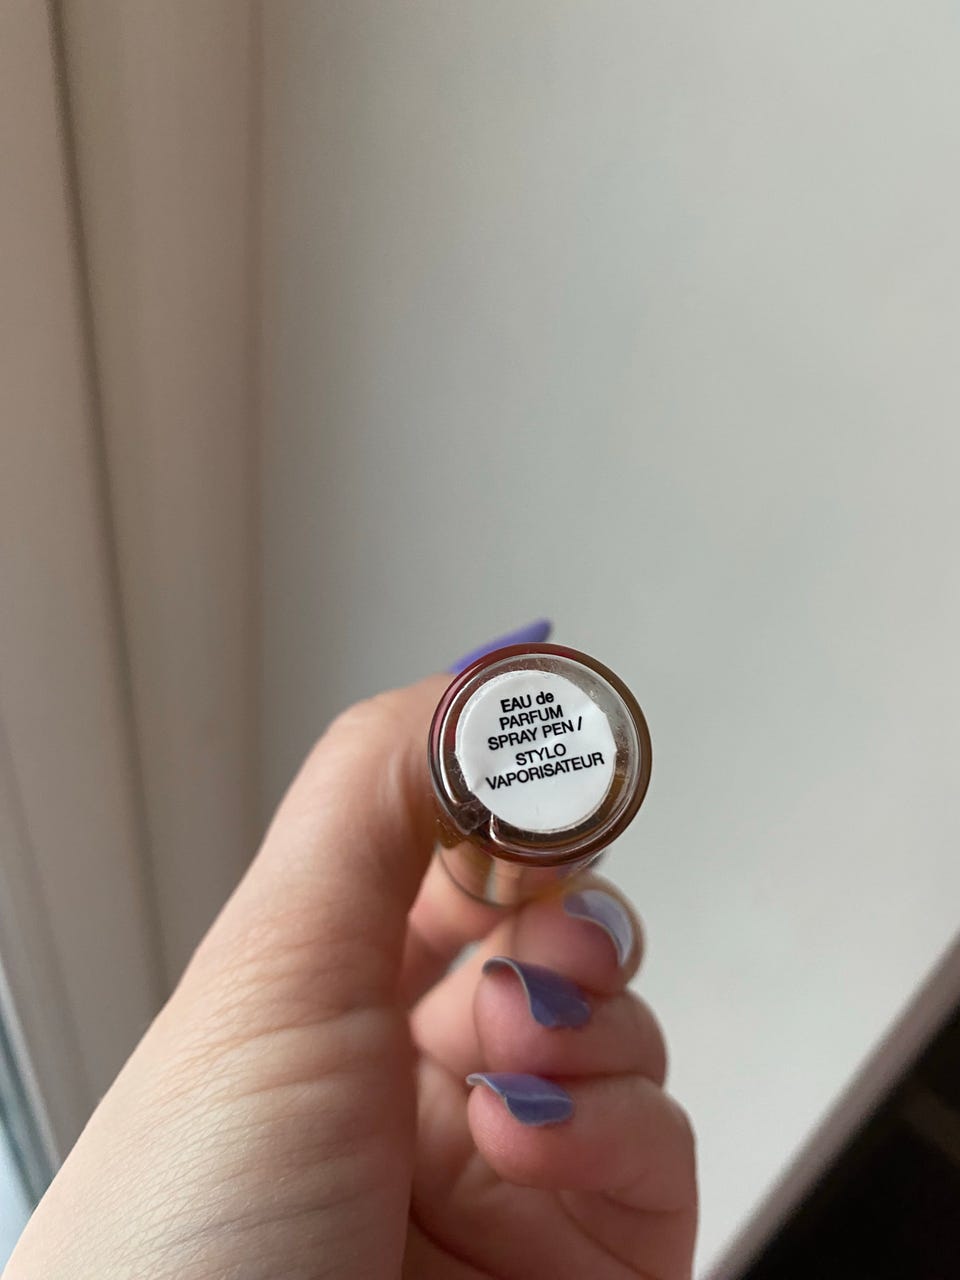 EAU de
PARFUM
SPRAY PEN /
STYLO
VAPORISATEUR